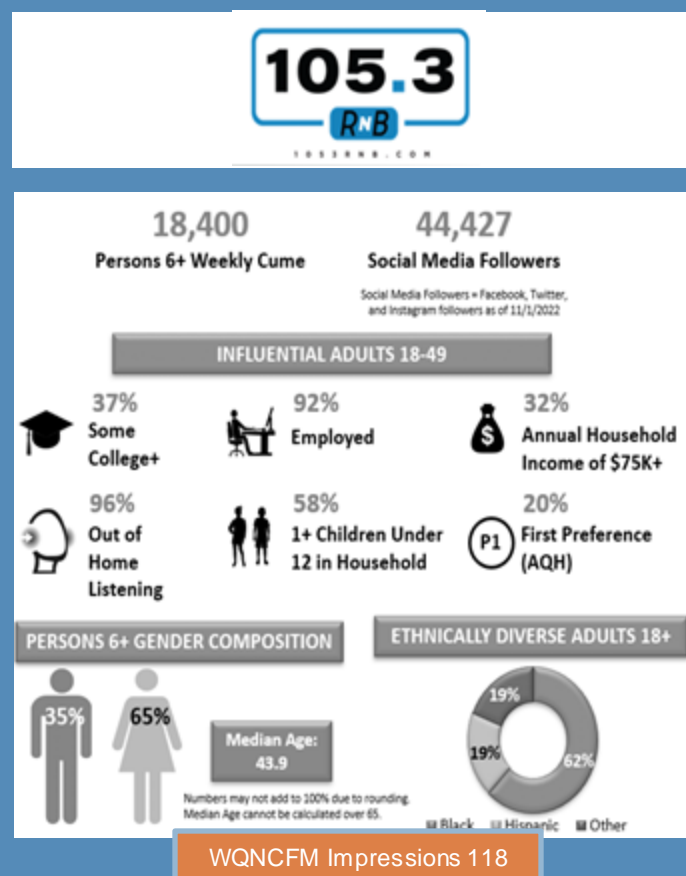 105.3
RNB
1053RNB.COM
18,400
Persons 6+ Weekly Cume
44,427
Social Media Followers
Social Media Followers = Facebook, Twitter,
and Instagram followers as of 11/1/2022
INFLUENTIAL ADULTS 18-49
37%
Some
College+
92%
Employed
32%
Annual Household
Income of $75K+
96%
Out of
Home
Listening
58%
1+ Children Under
12 in Household
P1
20%
First Preference
(AQH)
PERSONS 6+ GENDER COMPOSITION
35%
65%
Median Age:
43.9
Numbers may not add to 100% due to rounding.
Median Age cannot be calculated over 65.
ETHNICALLY DIVERSE ADULTS 18+
19%
19%
62%
Black Hispanic Other
WQNCFM Impressions 118